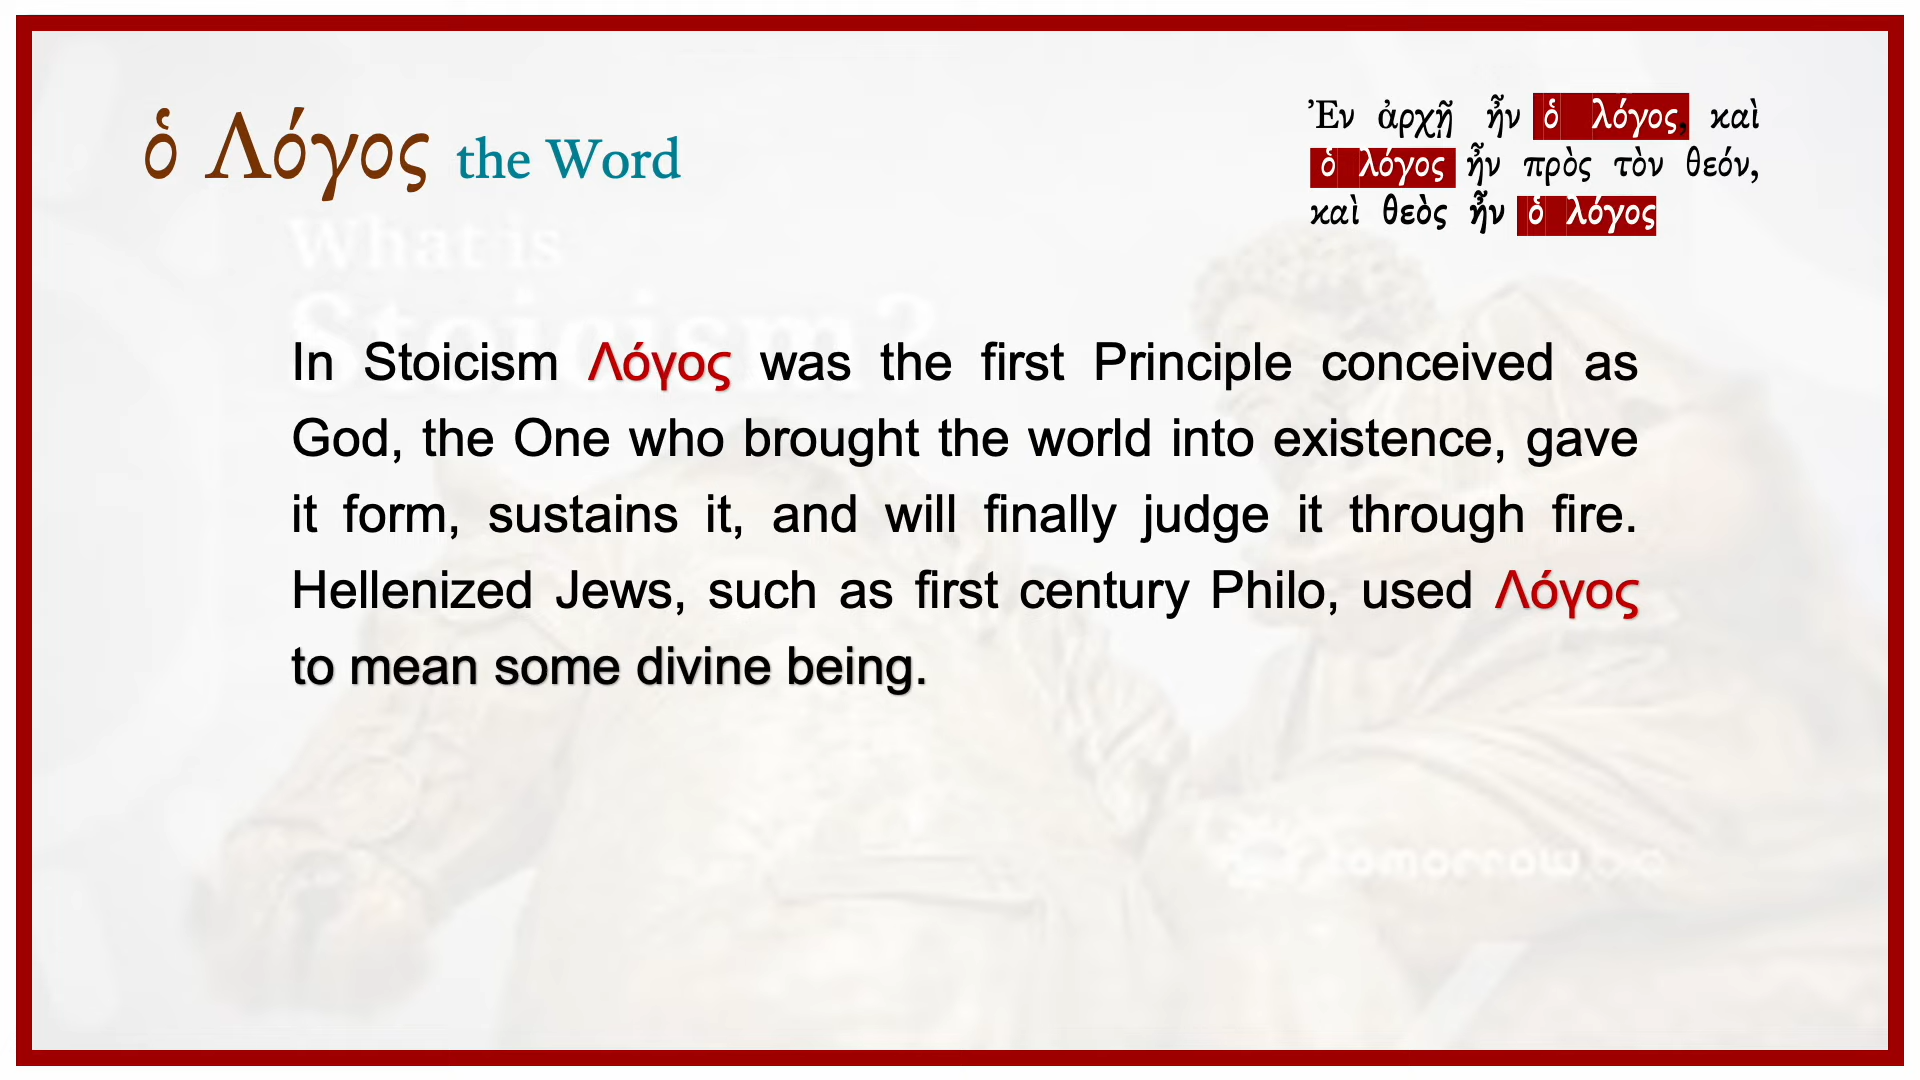 ὁ Λόγος the Word
Ἐν ἀρχῇ ἦν ὁ λόγος, καὶ
ὁ λόγος ἦν πρὸς τὸν θεόν,
καὶ θεὸς ἦν ὁ λόγος
What is
Stoicism?
In Stoicism Λόγος was the first Principle conceived as
God, the One who brought the world into existence, gave
it form, sustains it, and will finally judge it through fire.
Hellenized Jews, such as first century Philo, used Λόγος
to mean some divine being.